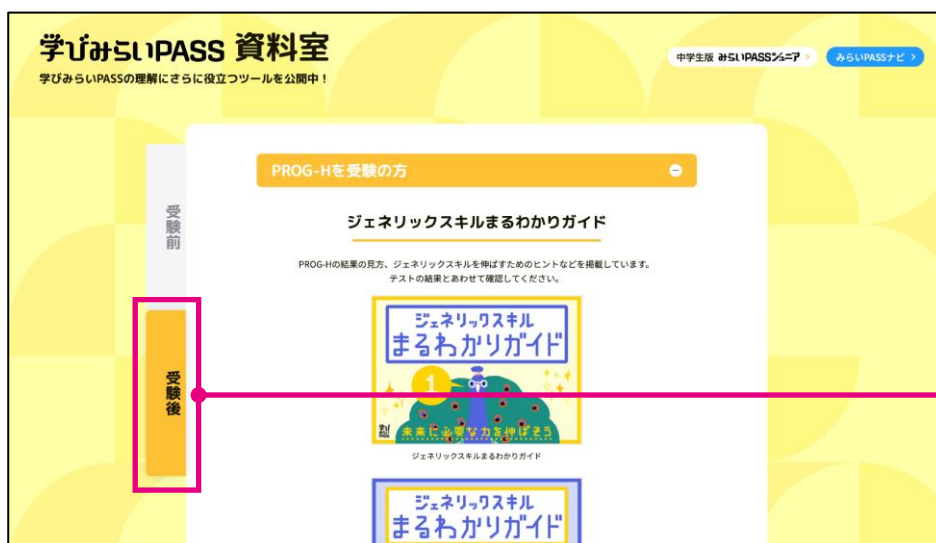 学びみらいPASS 資料室
学びみらいPASSの理解にさらに役立つツールを公開中！
中学生版 みらいPASSジュニア
みらいPASSナビ
受験前
受験後
PROG-Hを受験の方
ジェネリックスキルまるわかりガイド
PROG-Hの結果の見方、ジェネリックスキルを伸ばすためのヒントなどを掲載しています。
テストの結果とあわせて確認してください。
ジェネリックスキル
まるわかりガイド
1
未来に必要な力を伸ばそう
ジェネリックスキルまるわかりガイド
ジェネリックスキル
まるわかりガイド